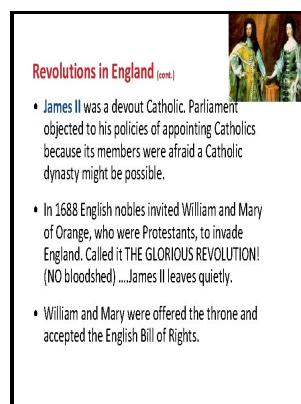 Revolutions in England (cont.)
• James II was a devout Catholic. Parliament
objected to his policies of appointing Catholics
because its members were afraid a Catholic
dynasty might be possible.
• In 1688 English nobles invited William and Mary
of Orange, who were Protestants, to invade
England. Called it THE GLORIOUS REVOLUTION!
(NO bloodshed) ....James II leaves quietly.
• William and Mary were offered the throne and
accepted the English Bill of Rights.